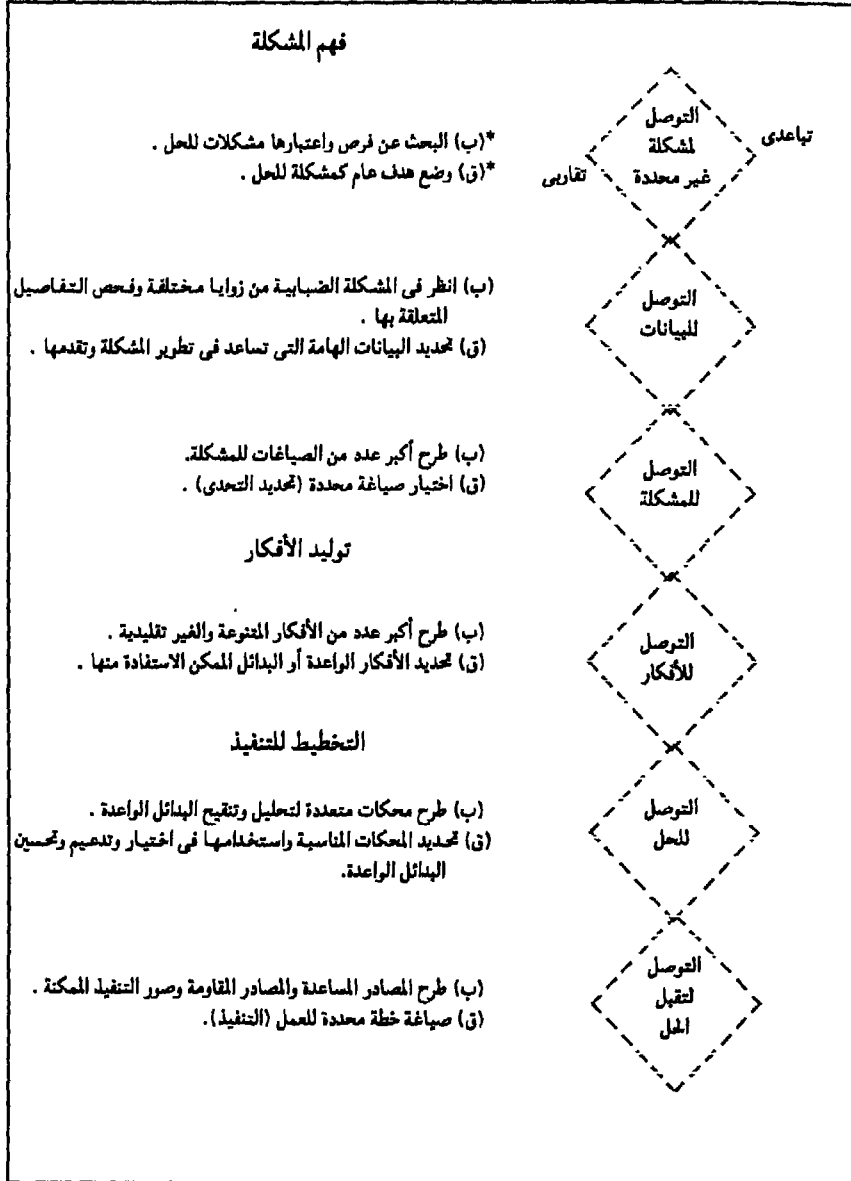 فهم المشكلة
التوصل
لمشكلة
غير محددة
تباعدى
تقاربى
*(ب) البحث عن فرص واعتبارها مشكلات للحل .
*(ق) وضع هدف عام كمشكلة للحل .
التوصل
للبيانات
(ب) انظر فى المشكلة الضبابية من زوايا مختلفة وفحص التفاصيل
المتعلقة بها .
(ق) تحديد البيانات الهامة التى تساعد فى تطوير المشكلة وتقدمها .
التوصل
للمشكلة
(ب) طرح أكبر عدد من الصياغات للمشكلة.
(ق) اختيار صياغة محددة (تحديد التحدى) .
توليد الأفكار
التوصل
للأفكار
(ب) طرح أكبر عدد من الأفكار المتنوعة والغير تقليدية .
(ق) تحديد الأفكار الواعدة أو البدائل الممكن الاستفادة منها .
التخطيط للتنفيذ
التوصل
للحل
(ب) طرح محكات متعددة لتحليل وتنقيح البدائل الواعدة .
(ق) تحديد المحكات المناسبة واستخدامها فى اختيار وتدعيم وتحسين
البدائل الواعدة.
التوصل
لتقبل
الحل
(ب) طرح المصادر المساعدة والمصادر المقاومة وصور التنفيذ الممكنة .
(ق) صياغة خطة محددة للعمل (التنفيذ).